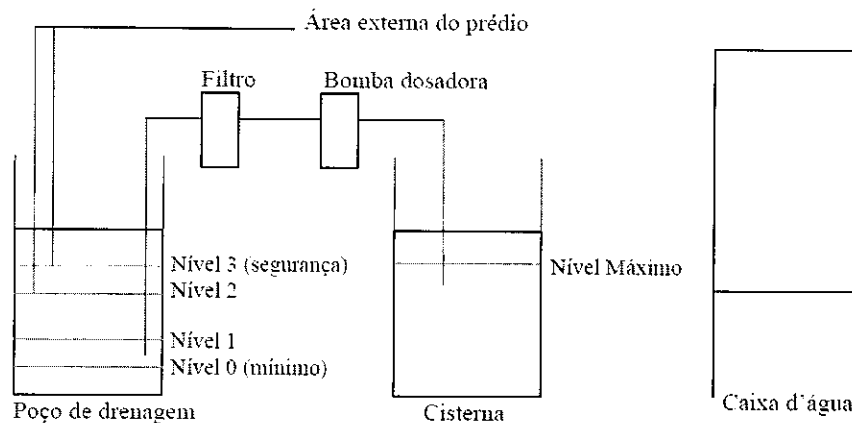 Área externa do prédio
Filtro
Bomba dosadora
Nível 3 (segurança)
Nível Máximo
Nível 2
Nível 1
Nível 0 (mínimo)
Poço de drenagem
Cisterna
Caixa d'água